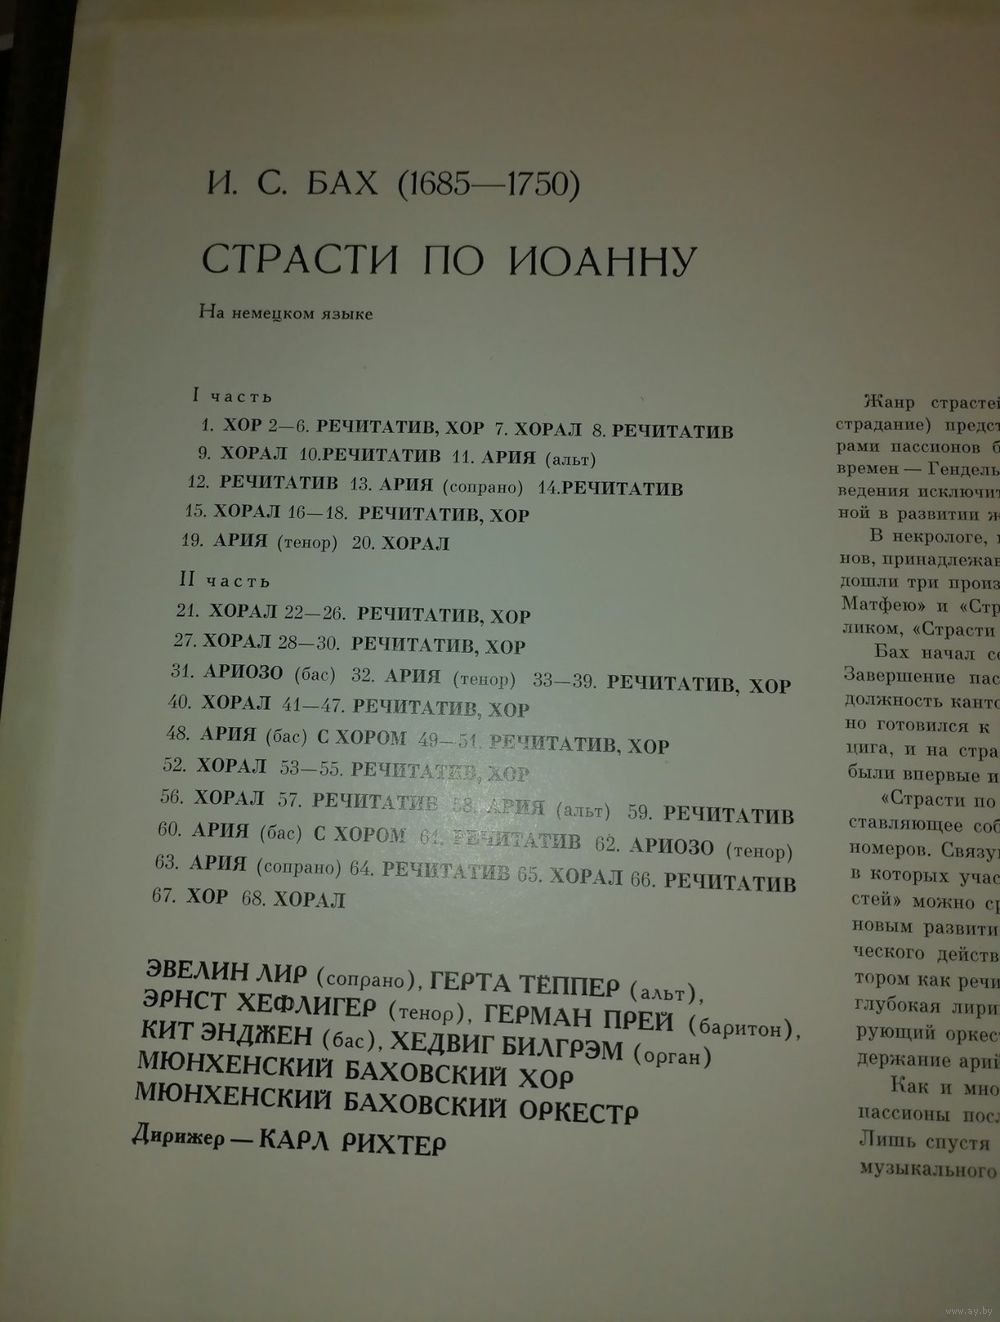 И. С. БАХ (1685—1750)
СТРАСТИ ПО ИОАННУ
На немецком языке
I часть
1. ХОР 2—6. РЕЧИТАТИВ, ХОР 7. ХОРАЛ 8. РЕЧИТАТИВ
9. ХОРАЛ 10.РЕЧИТАТИВ 11. АРИЯ (альт)
12. РЕЧИТАТИВ 13. АРИЯ (сопрано) 14.РЕЧИТАТИВ
15. ХОРАЛ 16—18. РЕЧИТАТИВ, ХОР
19. АРИЯ (тенор) 20. ХОРАЛ
II часть
21. ХОРАЛ 22—26. РЕЧИТАТИВ, ХОР
27. ХОРАЛ 28—30. РЕЧИТАТИВ, ХОР
31. АРИОЗО (бас) 32. АРИЯ (тенор) 33—39. РЕЧИТАТИВ, ХОР
40. ХОРАЛ 41—47. РЕЧИТАТИВ, ХОР
48. АРИЯ (бас) С ХОРОМ 49—51. РЕЧИТАТИВ, ХОР
52. ХОРАЛ 53—55. РЕЧИТАТИВ, ХОР
56. ХОРАЛ 57. РЕЧИТАТИВ 58. АРИЯ (альт) 59. РЕЧИТАТИВ
60. АРИЯ (бас) С ХОРОМ 61. РЕЧИТАТИВ 62. АРИОЗО (тенор)
63. АРИЯ (сопрано) 64. РЕЧИТАТИВ 65. ХОРАЛ 66. РЕЧИТАТИВ
67. ХОР 68. ХОРАЛ
ЭВЕЛИН ЛИР (сопрано), ГЕРТА ТЁППЕР (альт),
ЭРНСТ ХЕФЛИГЕР (тенор), ГЕРМАН ПРЕЙ (баритон),
КИТ ЭНДЖЕН (бас), ХЕДВИГ БИЛГРЭМ (орган)
МЮНХЕНСКИЙ БАХОВСКИЙ ХОР
МЮНХЕНСКИЙ БАХОВСКИЙ ОРКЕСТР
Дирижер — КАРЛ РИХТЕР
Жанр страстей
страдание) предст
рами пассионов б
времен — Гендель
ведения исключит
ной в развитии ж
В некрологе,
нов, принадлежав
дошли три произ
Матфею» и «Стр
ликом, «Страсти
Бах начал со
Завершение пас
должность канто
но готовился к
цига, и на стра
были впервые и
«Страсти по
ставляющее соб
номеров. Связу
в которых учас
стей» можно ср
новым развити
ческого действ
тором как речи
глубокая лири
рующий оркес
держание арий
Как и мно
пассионы посл
Лишь спустя
музыкального
www.ay.by